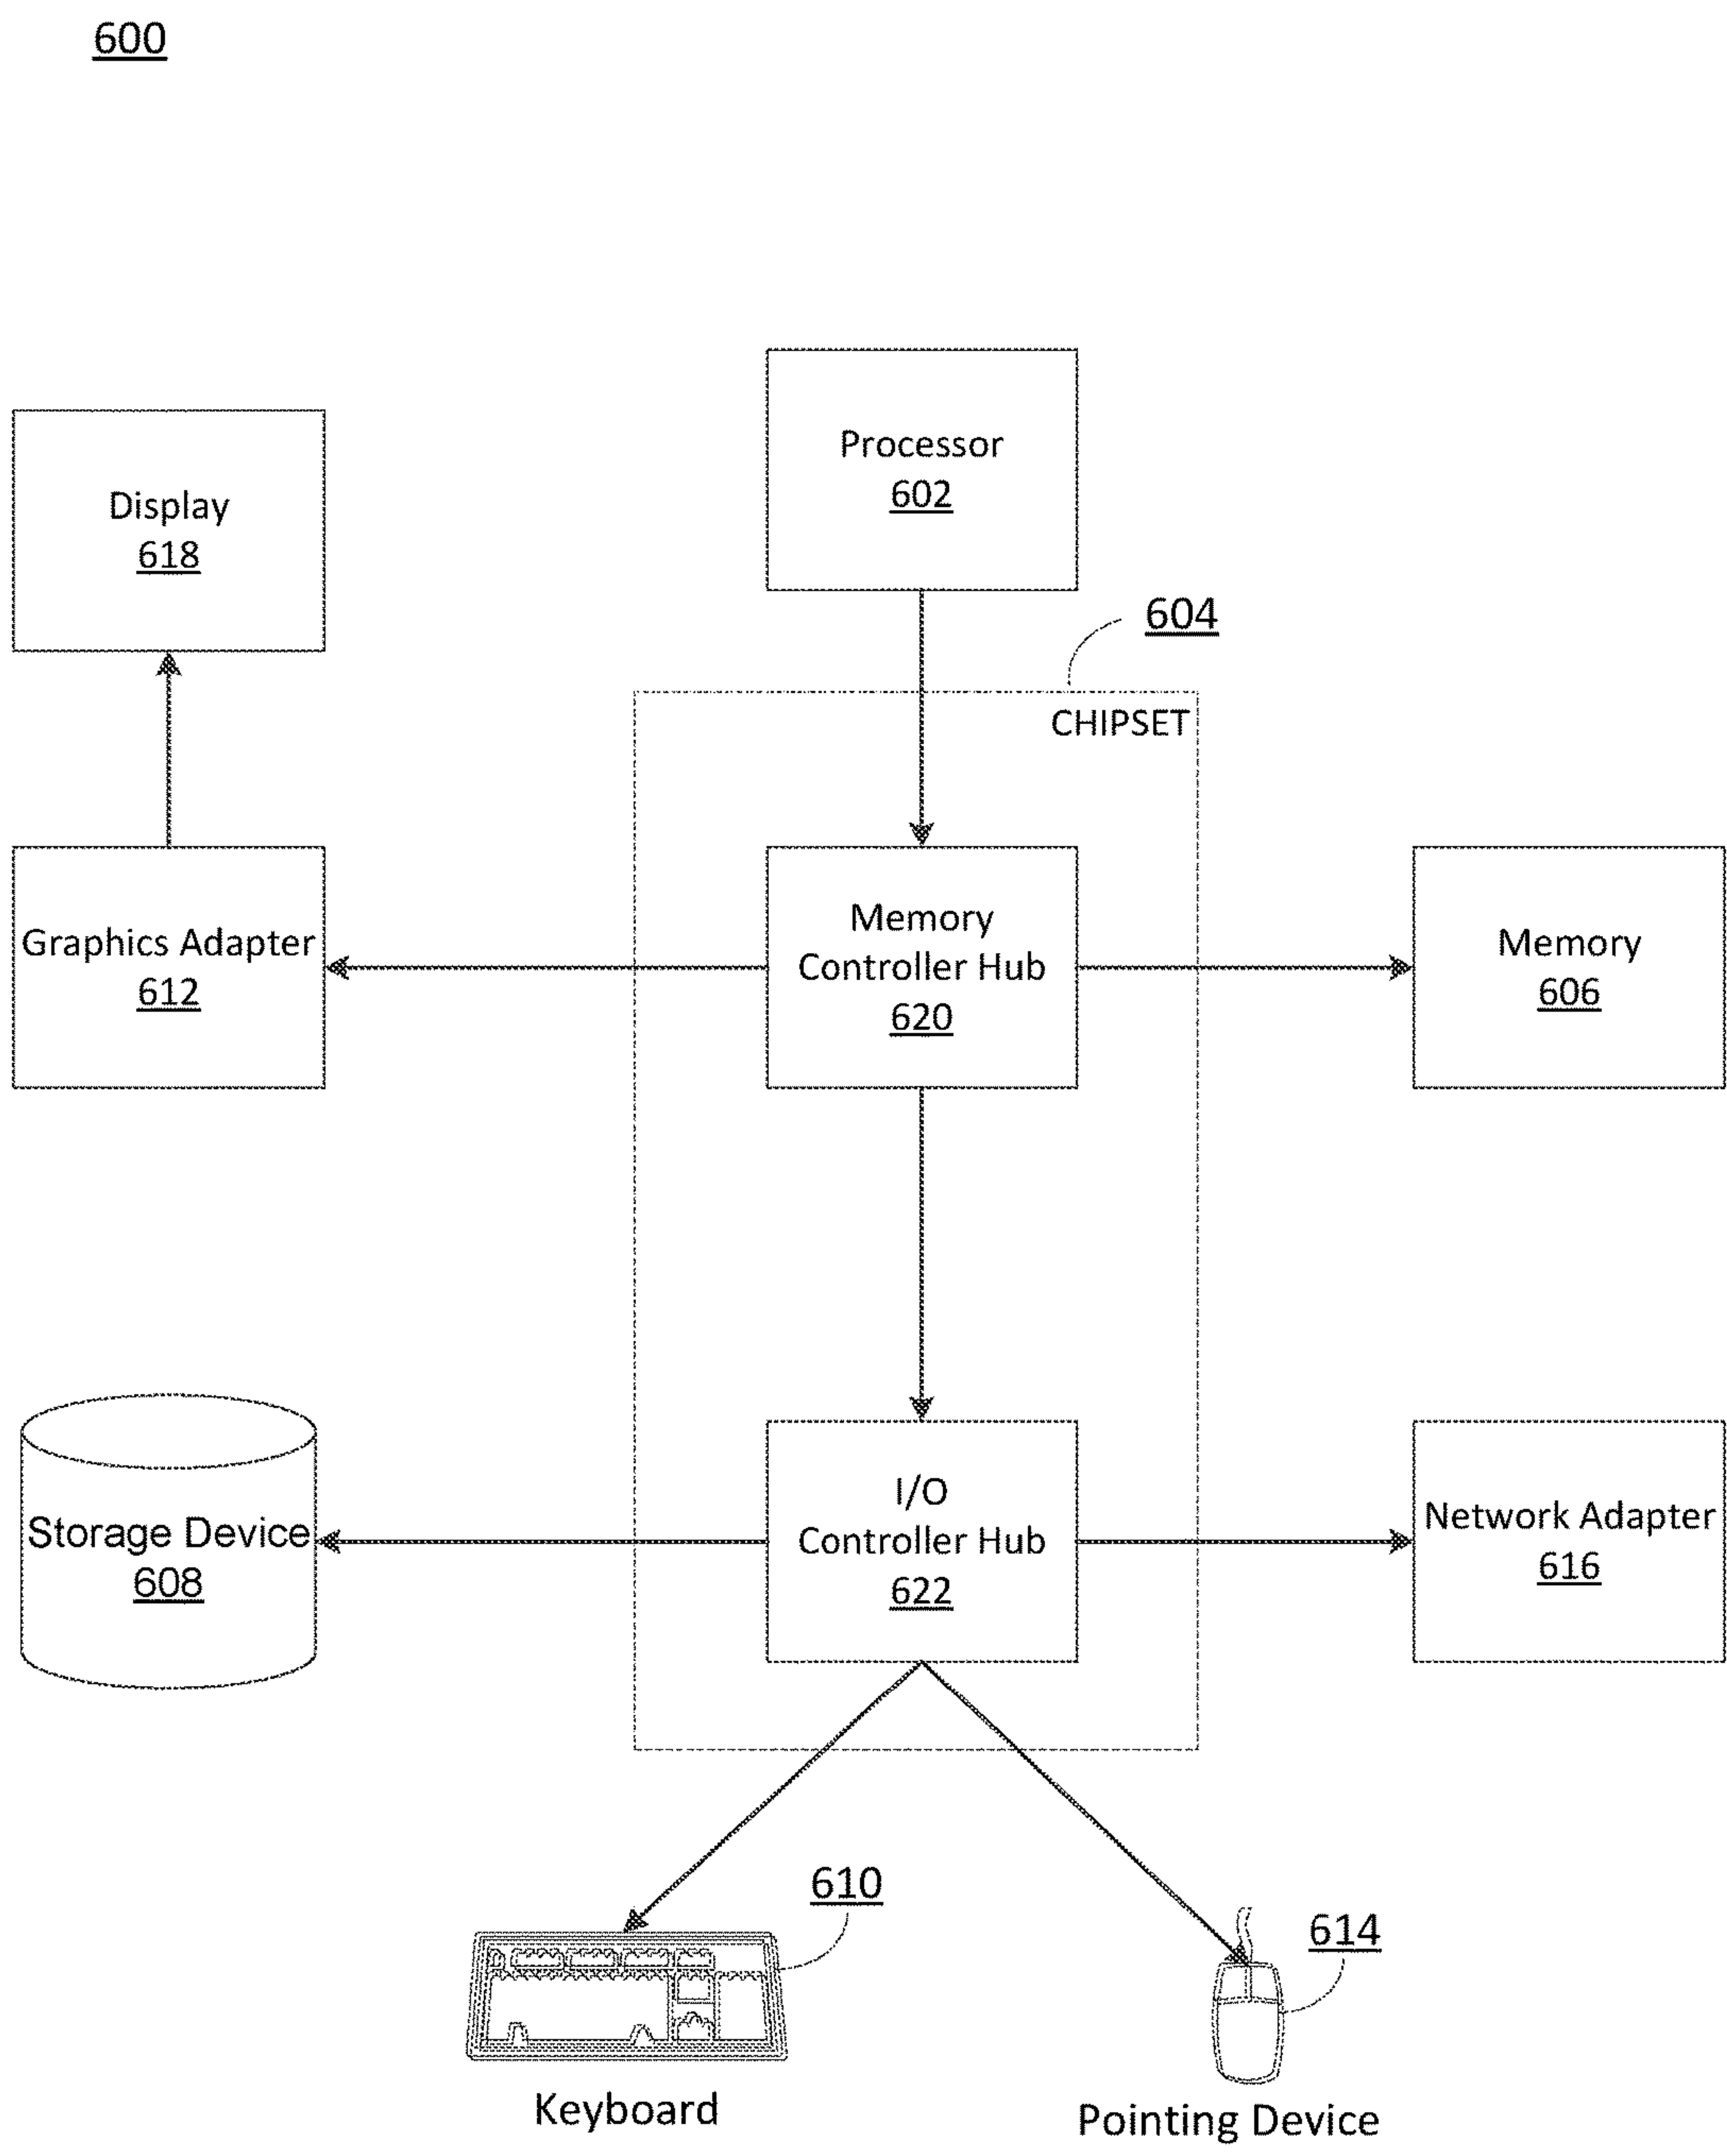 600
Processor
602
Display
618
604
CHIPSET
Graphics Adapter
612
Memory
Controller Hub
620
Memory
606
Storage Device
608
I/O
Controller Hub
622
Network Adapter
616
610
614
Keyboard
Pointing Device